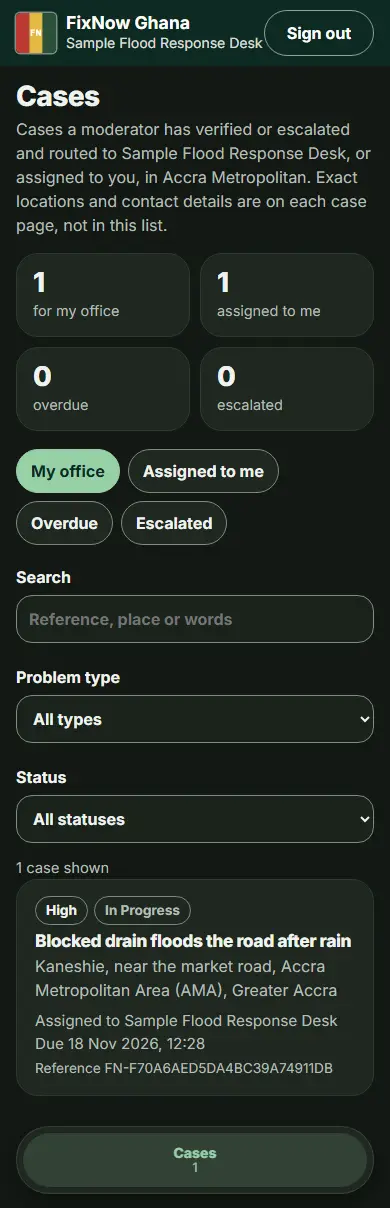 FN
FixNow Ghana
Sample Flood Response Desk
Sign out
Cases
Cases a moderator has verified or escalated
and routed to Sample Flood Response Desk, or
assigned to you, in Accra Metropolitan. Exact
locations and contact details are on each case
page, not in this list.
1
for my office
1
assigned to me
0
overdue
0
escalated
My office
Assigned to me
Overdue
Escalated
Search
Reference, place or words
Problem type
All types
Status
All statuses
1 case shown
High
In Progress
Blocked drain floods the road after rain
Kaneshie, near the market road, Accra
Metropolitan Area (AMA), Greater Accra
Assigned to Sample Flood Response Desk
Due 18 Nov 2026, 12:28
Reference FN-F70A6AED5DA4BC39A74911DB
Cases
1